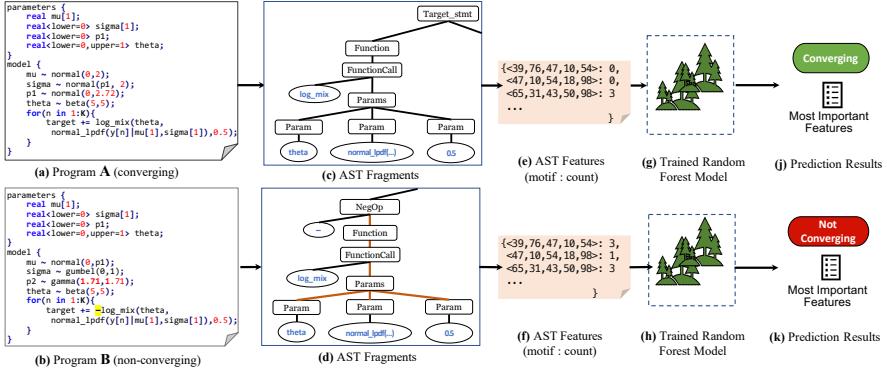 parameters {
real mu[1];
real<lower=0> sigma[1];
real<lower=0> p1;
real<lower=0,upper=1> theta;
}
model {
mu ~ normal(0,2);
sigma ~ normal(p1, 2);
p1 ~ normal(0,2.72);
theta ~ beta(5,5);
for(n in 1:K){
target += log_mix(theta,
normal_lpdf(y[n]|mu[1],sigma[1]),0.5);
}
}
(a) Program A (converging)
Target_stmt
Function
FunctionCall
log_mix
Params
Param
Param
Param
theta
normal_lpdf(...)
0.5
(c) AST Fragments
{<39,76,47,10,54>: 0,
<47,10,54,18,98>: 0,
<65,31,43,50,98>: 3
...
}
(e) AST Features
(motif : count)
(g) Trained Random
Forest Model
Converging
Most Important
Features
(j) Prediction Results
parameters {
real mu[1];
real<lower=0> sigma[1];
real<lower=0> p1;
real<lower=0,upper=1> theta;
}
model {
mu ~ normal(0,p1);
sigma ~ gumbel(0,1);
p2 ~ gamma(1.71,1.71);
theta ~ beta(5,5);
for(n in 1:K){
target += -log_mix(theta,
normal_lpdf(y[n]|mu[1],sigma[1]),0.5);
}
}
(b) Program B (non-converging)
NegOp
–
Function
FunctionCall
log_mix
Params
Param
Param
Param
theta
normal_lpdf(...)
0.5
(d) AST Fragments
{<39,76,47,10,54>: 3,
<47,10,54,18,98>: 1,
<65,31,43,50,98>: 3
...
}
(f) AST Features
(motif : count)
(h) Trained Random
Forest Model
Not
Converging
Most Important
Features
(k) Prediction Results